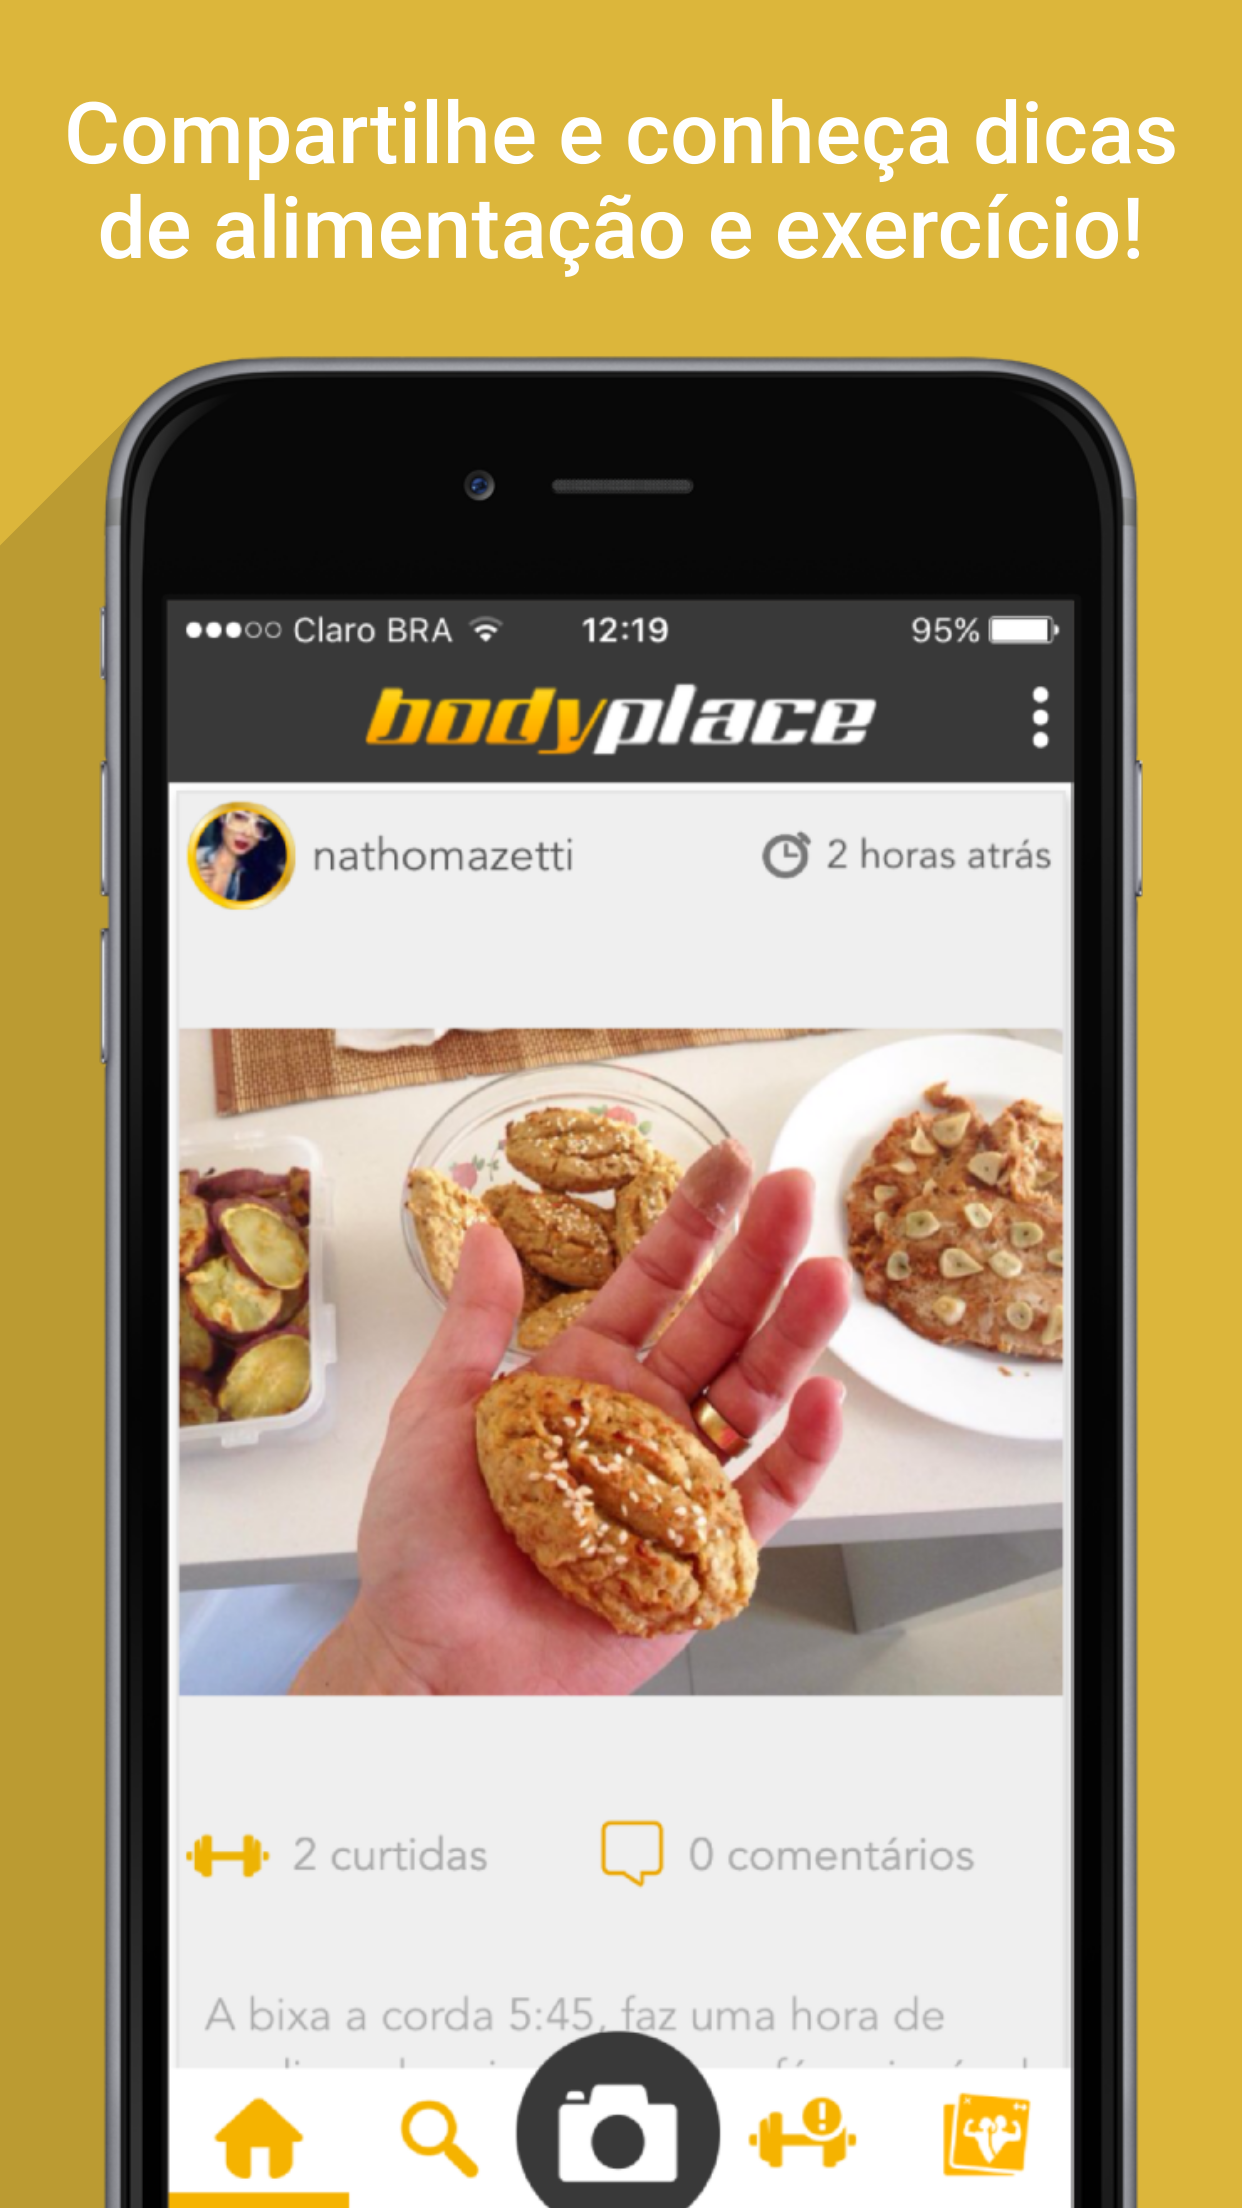 Compartilhe e conheça dicas
de alimentação e exercício!
Claro BRA 12:19 95%
bodyplace
nathomazetti 2 horas atrás
2 curtidas 0 comentários
A bixa a corda 5:45, faz uma hora de